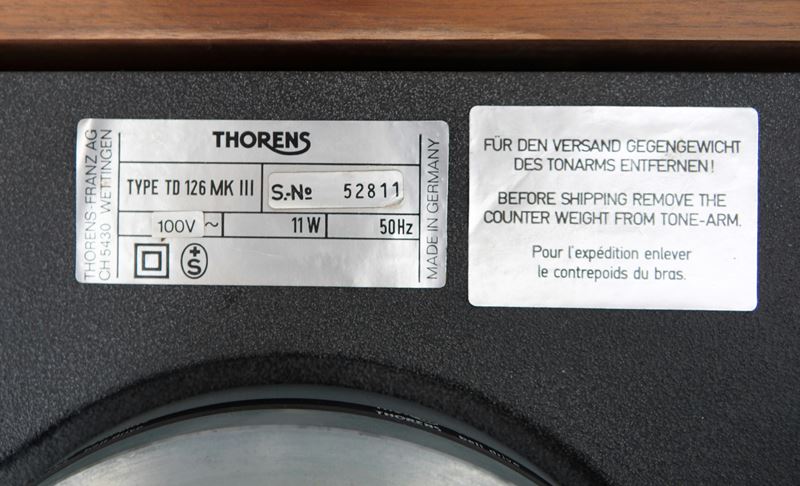 THORENS-FRANZ AG
CH 5430 WETTINGEN
THORENS
TYPE TD 126 MK III
S.-No 52811
100V ~ 11 W 50Hz
+
S
MADE IN GERMANY
FÜR DEN VERSAND GEGENGEWICHT
DES TONARMS ENTFERNEN!
BEFORE SHIPPING REMOVE THE
COUNTER WEIGHT FROM TONE-ARM.
Pour l'expédition enlever
le contrepoids du bras.
THORENS